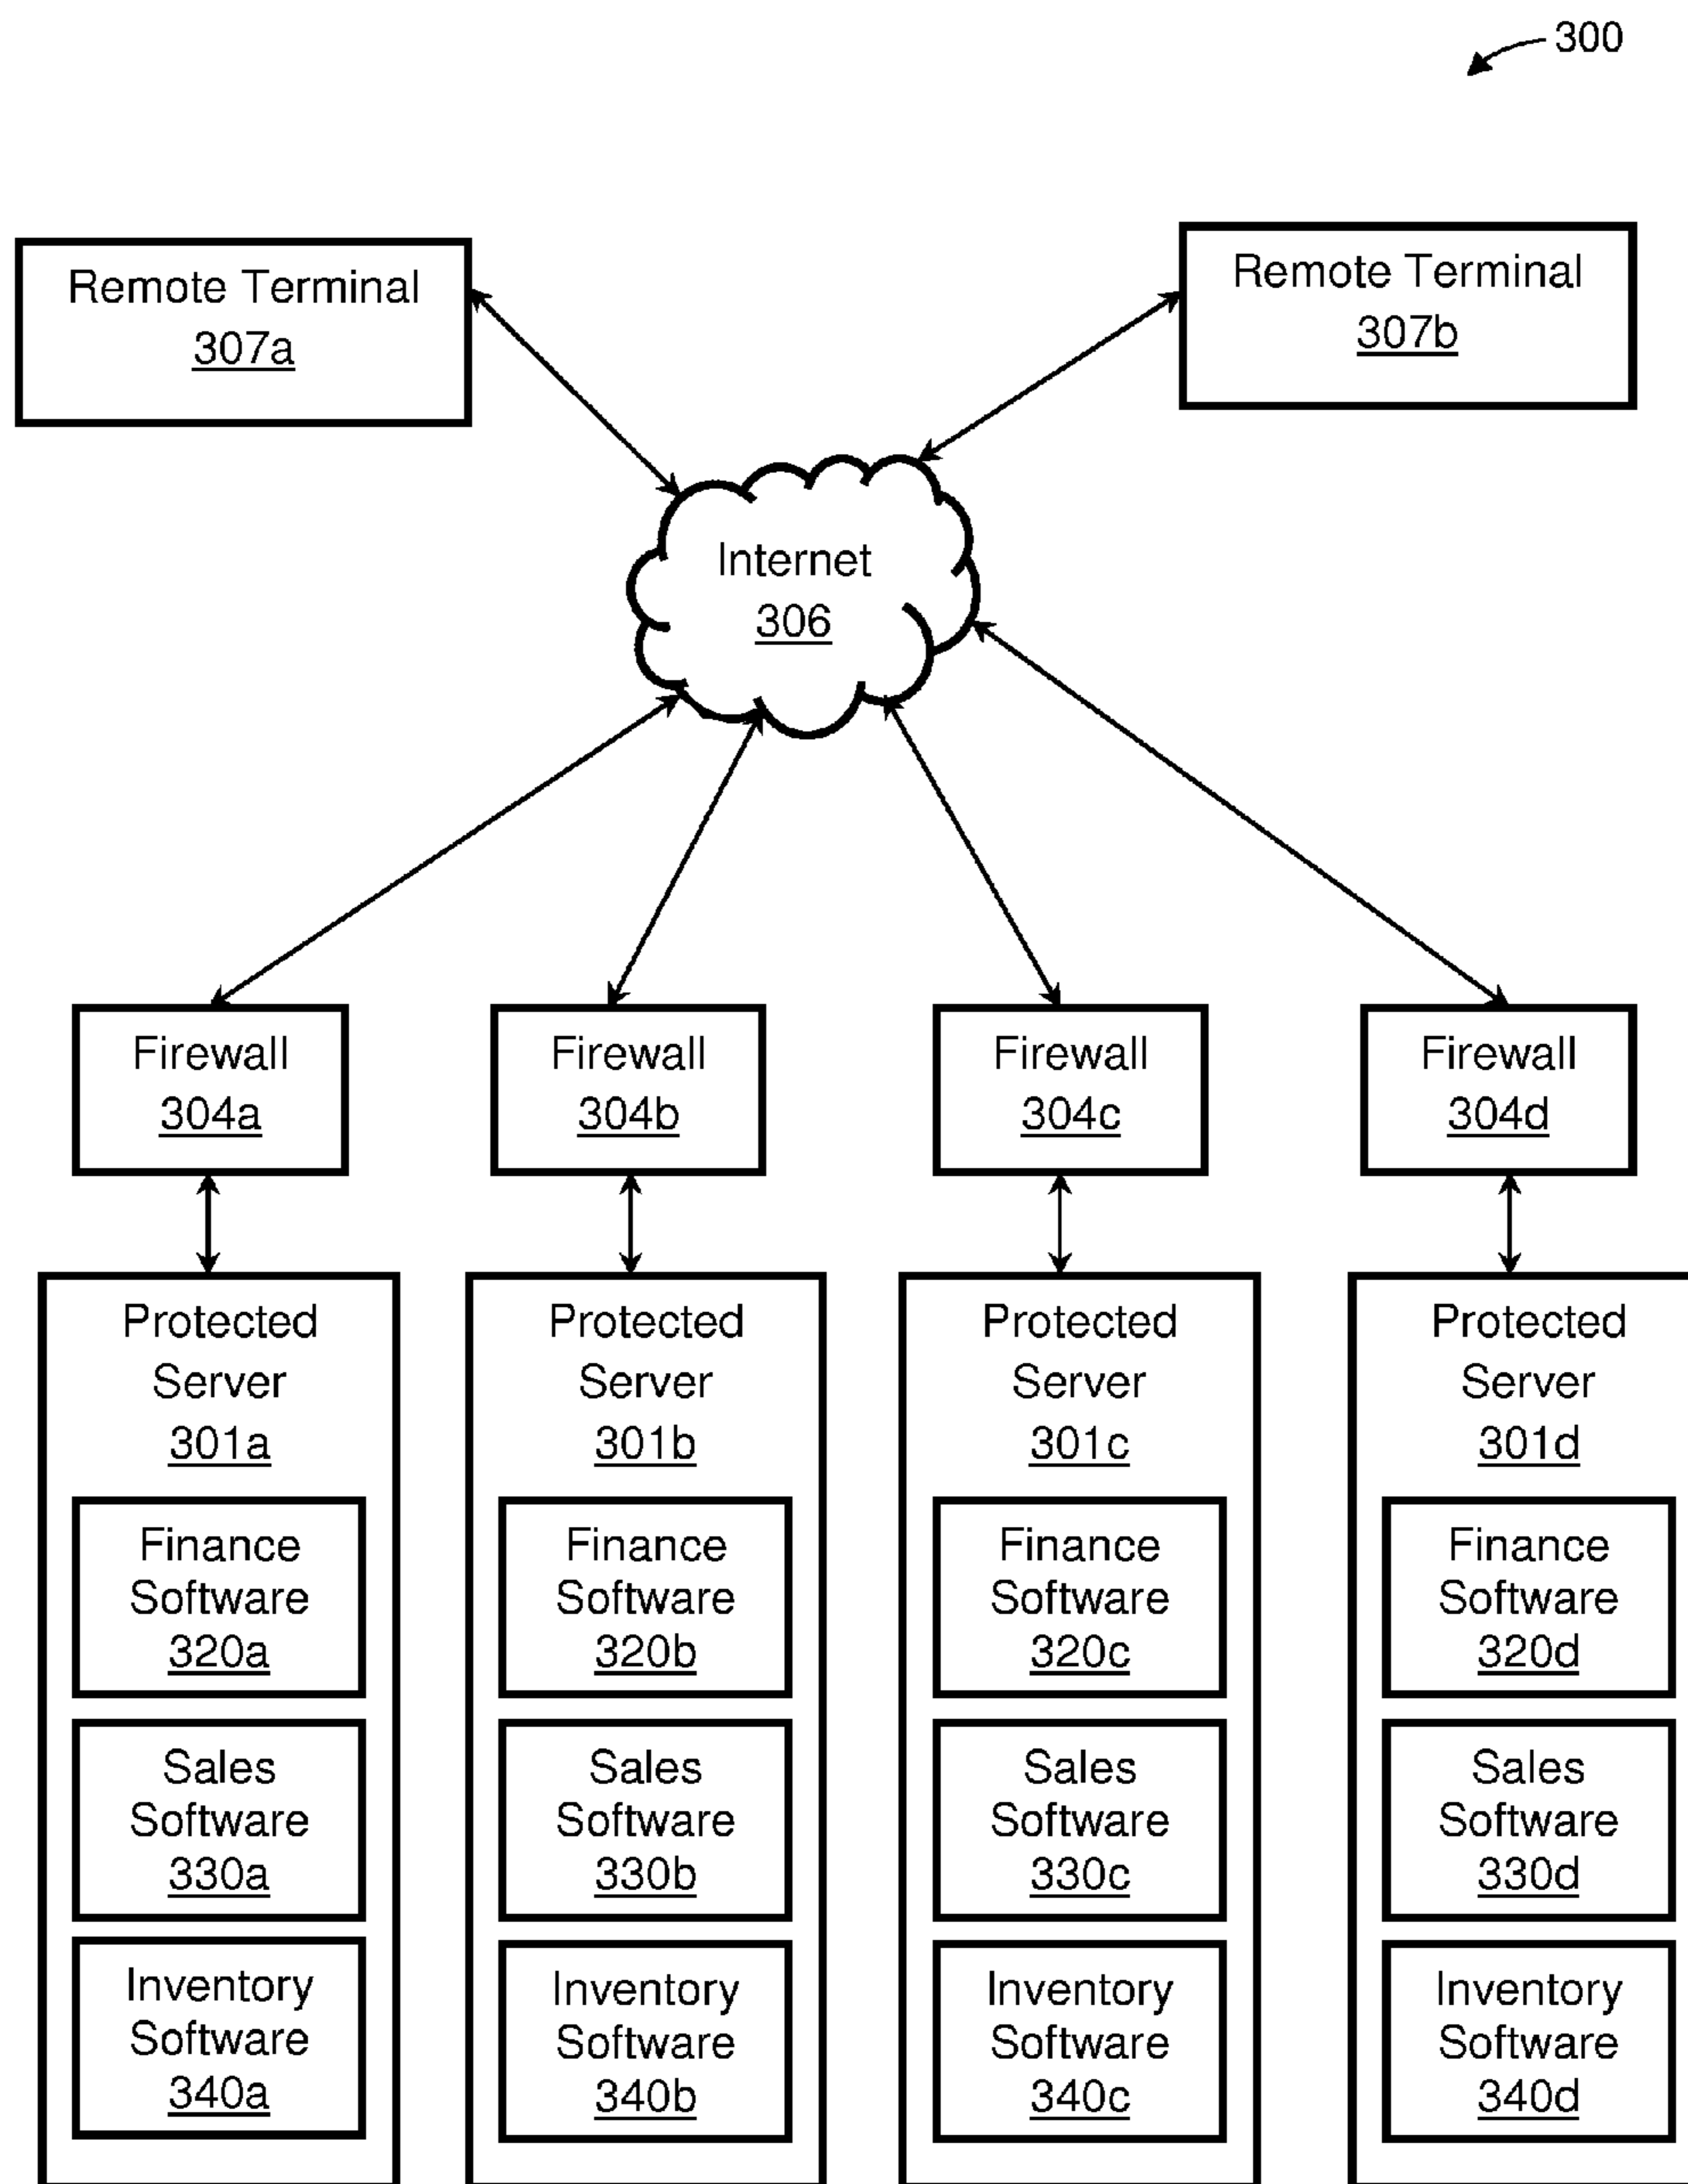 300
Remote Terminal
307a
Remote Terminal
307b
Internet
306
Firewall
304a
Firewall
304b
Firewall
304c
Firewall
304d
Protected
Server
301a
Finance
Software
320a
Sales
Software
330a
Inventory
Software
340a
Protected
Server
301b
Finance
Software
320b
Sales
Software
330b
Inventory
Software
340b
Protected
Server
301c
Finance
Software
320c
Sales
Software
330c
Inventory
Software
340c
Protected
Server
301d
Finance
Software
320d
Sales
Software
330d
Inventory
Software
340d